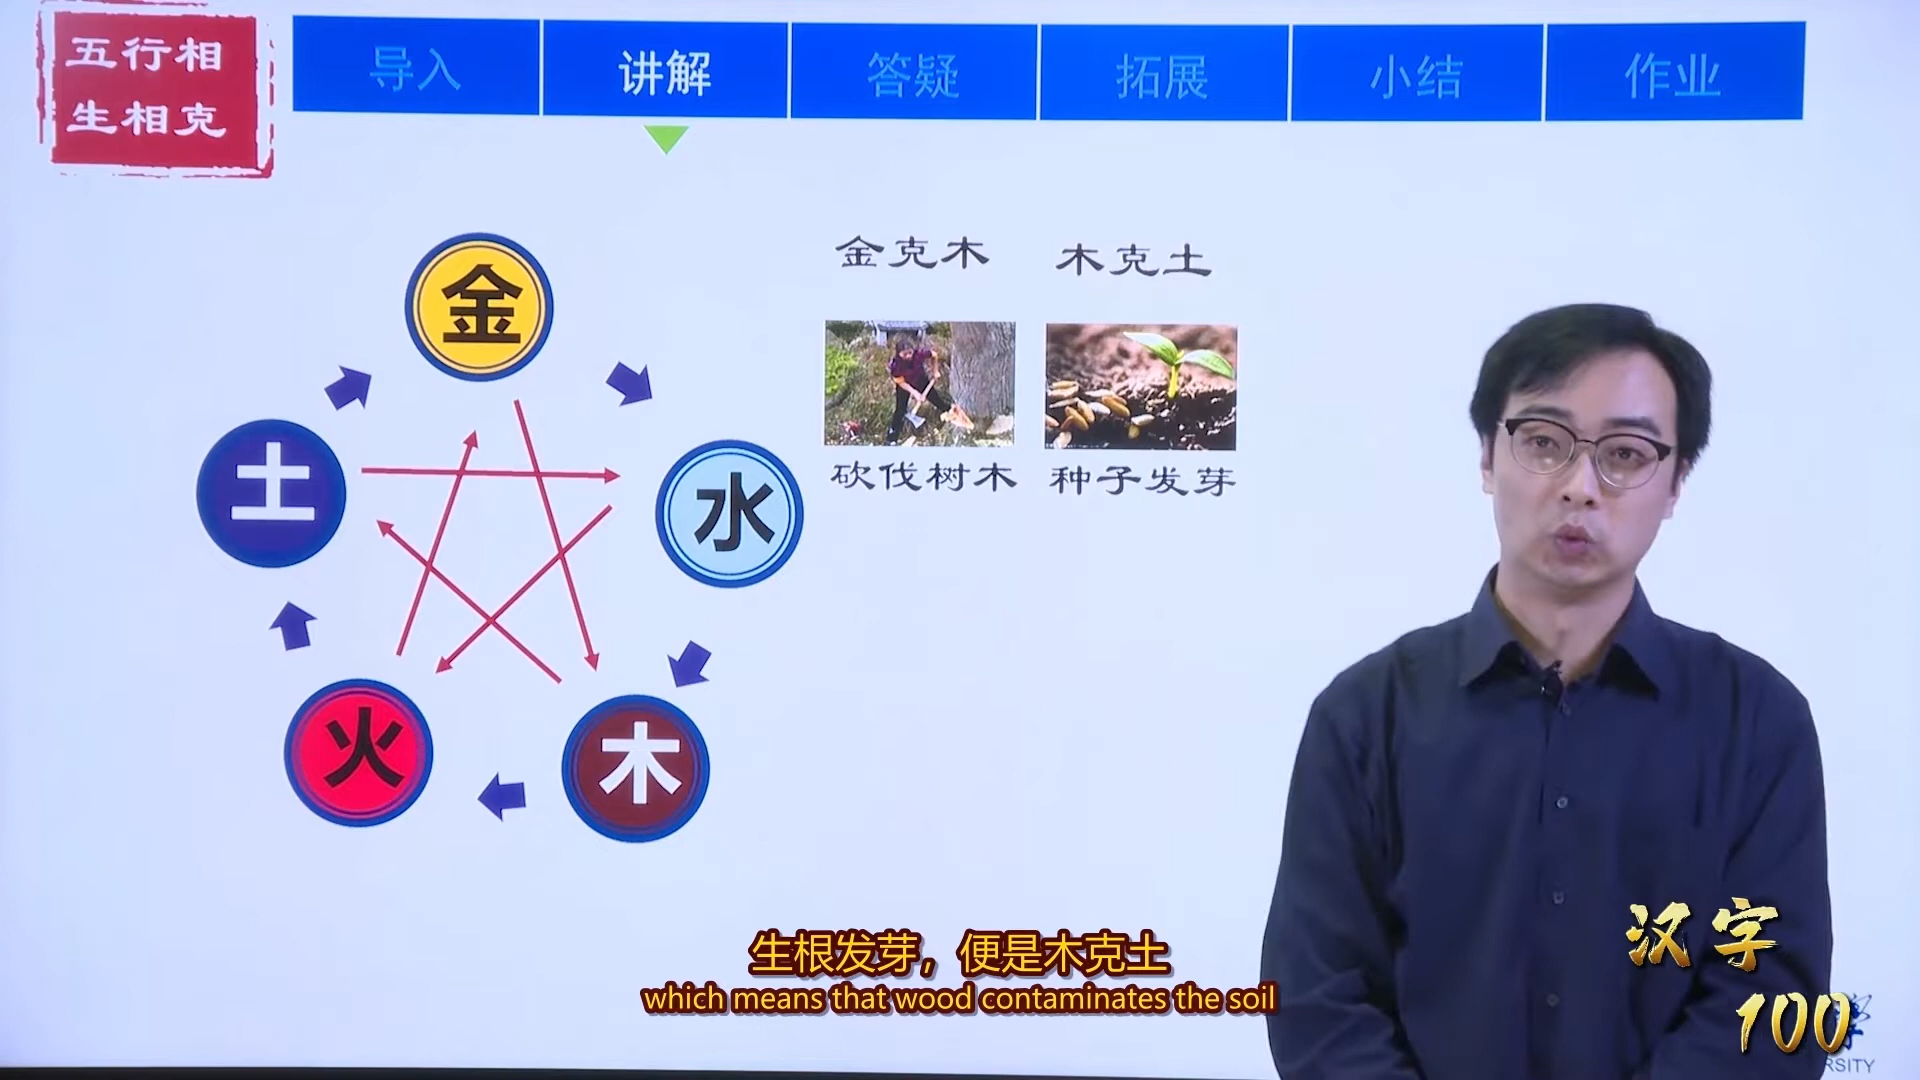 五行相
生相克
导入
讲解
答疑
拓展
小结
作业
金
水
木
火
土
金克木
木克土
砍伐树木
种子发芽
生根发芽，便是木克土
which means that wood contaminates the soil
汉字
100
RSITY